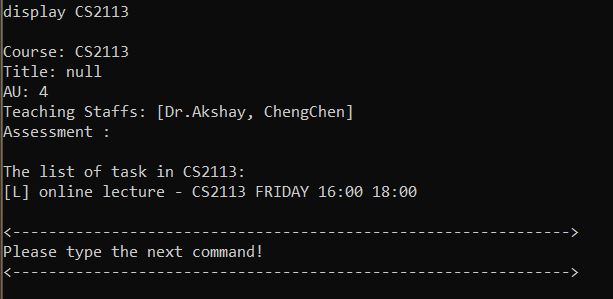 display CS2113
Course: CS2113
Title: null
AU: 4
Teaching Staffs: [Dr.Akshay, ChengChen]
Assessment :
The list of task in CS2113:
[L] online lecture - CS2113 FRIDAY 16:00 18:00
<-------------------------------------------------------------->
Please type the next command!
<-------------------------------------------------------------->